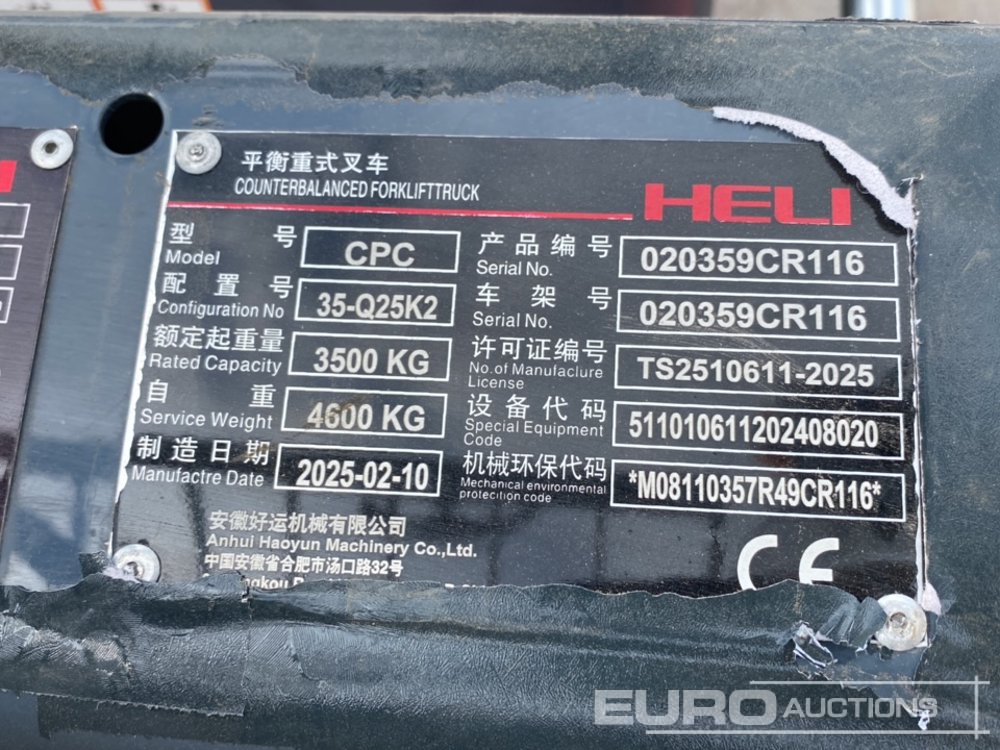 平衡重式叉车
COUNTERBALANCED FORKLIFTTRUCK
HELI
型 号 CPC
Model
配 置 号 35-Q25K2
Configuration No
额定起重量 3500 KG
Rated Capacity
自 重 4600 KG
Service Weight
制造日期 2025-02-10
Manufactre Date
产品编号 020359CR116
Serial No.
车 架 号 020359CR116
Serial No.
许可证编号 TS2510611-2025
No.of Manufaclure
License
设备代码 511010611202408020
Special Equipment
Code
机械环保代码 *M08110357R49CR116*
Mechanical environmental
protection code
安徽好运机械有限公司
Anhui Haoyun Machinery Co.,Ltd.
中国安徽省合肥市汤口路32号
CE
EURO AUCTIONS